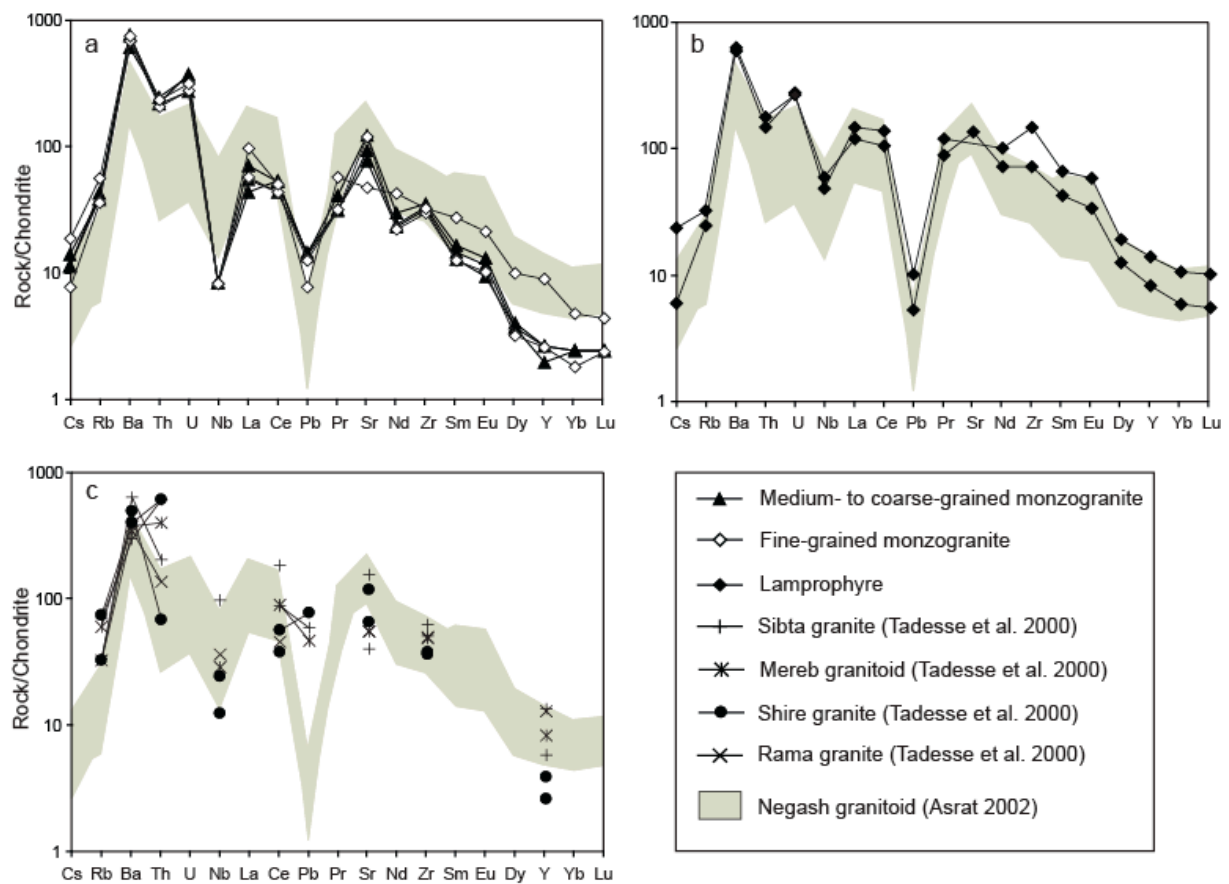 1000
a
100
10
1
Rock/Chondrite
Cs Rb Ba Th U Nb La Ce Pb Pr Sr Nd Zr Sm Eu Dy Y Yb Lu
1000
b
100
10
1
Cs Rb Ba Th U Nb La Ce Pb Pr Sr Nd Zr Sm Eu Dy Y Yb Lu
1000
c
100
10
1
Rock/Chondrite
Cs Rb Ba Th U Nb La Ce Pb Pr Sr Nd Zr Sm Eu Dy Y Yb Lu
Medium- to coarse-grained monzogranite
Fine-grained monzogranite
Lamprophyre
Sibta granite (Tadesse et al. 2000)
Mereb granitoid (Tadesse et al. 2000)
Shire granite (Tadesse et al. 2000)
Rama granite (Tadesse et al. 2000)
Negash granitoid (Asrat 2002)